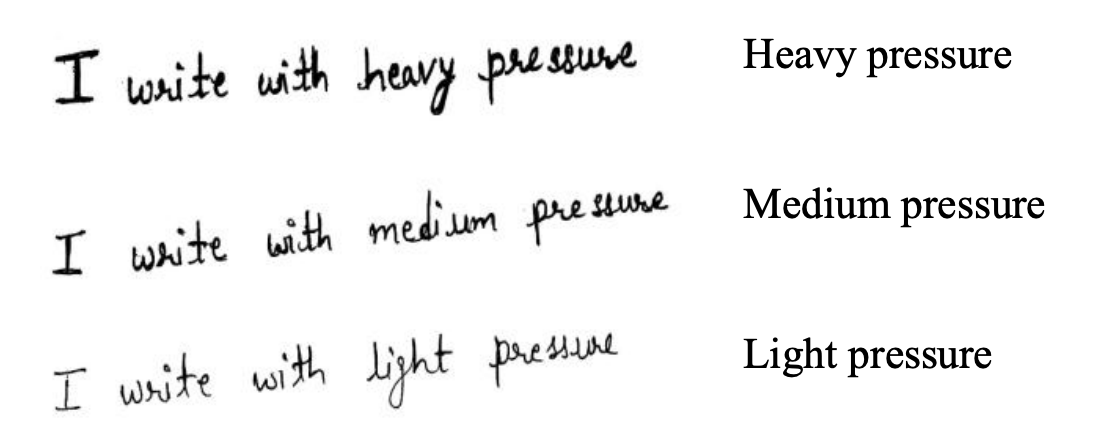 I write with heavy pressure Heavy pressure
I write with medium pressure Medium pressure
I write with light pressure Light pressure